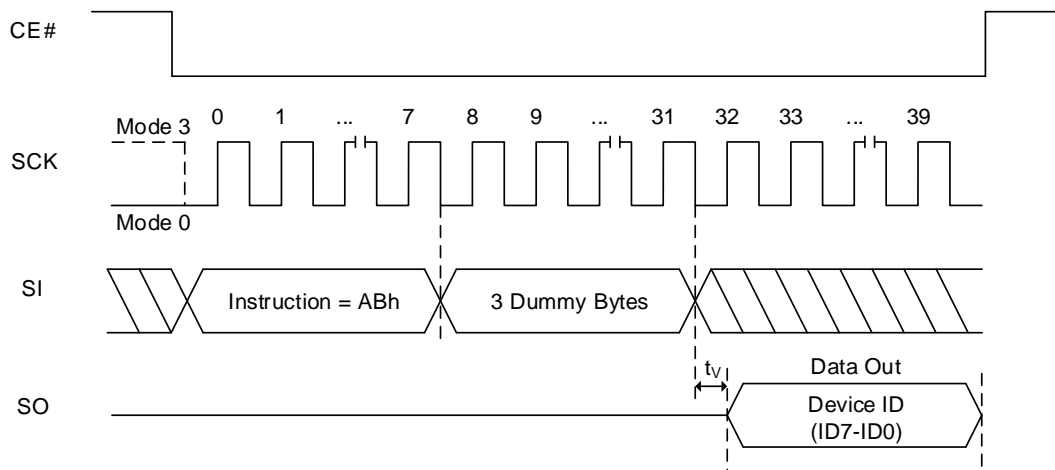 CE#
0 1 ... 7 8 9 ... 31 32 33 ... 39
Mode 3
SCK
Mode 0
SI
Instruction = ABh
3 Dummy Bytes
tV
Data Out
SO
Device ID
(ID7-ID0)